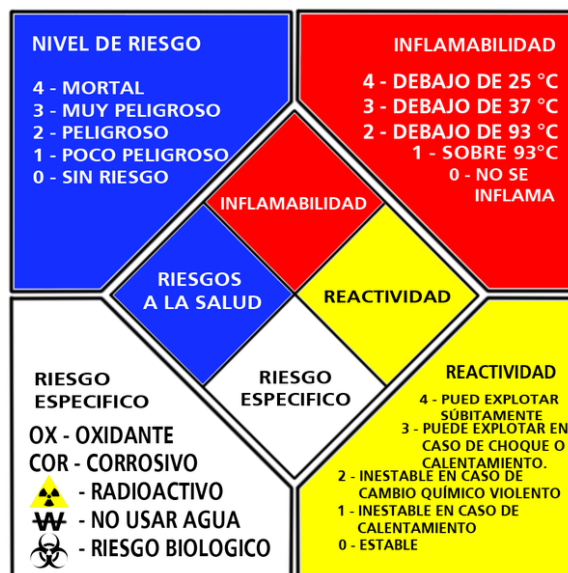 NIVEL DE RIESGO
4 - MORTAL
3 - MUY PELIGROSO
2 - PELIGROSO
1 - POCO PELIGROSO
0 - SIN RIESGO
INFLAMABILIDAD
4 - DEBAJO DE 25 °C
3 - DEBAJO DE 37 °C
2 - DEBAJO DE 93 °C
1 - SOBRE 93°C
0 - NO SE
INFLAMA
INFLAMABILIDAD
RIESGOS
A LA SALUD
REACTIVIDAD
RIESGO
ESPECIFICO
RIESGO
ESPECIFICO
OX - OXIDANTE
COR - CORROSIVO
- RADIOACTIVO
W - NO USAR AGUA
- RIESGO BIOLOGICO
REACTIVIDAD
4 - PUED EXPLOTAR
SÚBITAMENTE
3 - PUEDE EXPLOTAR EN
CASO DE CHOQUE O
CALENTAMIENTO.
2 - INESTABLE EN CASO DE
CAMBIO QUÍMICO VIOLENTO
1 - INESTABLE EN CASO DE
CALENTAMIENTO
0 - ESTABLE